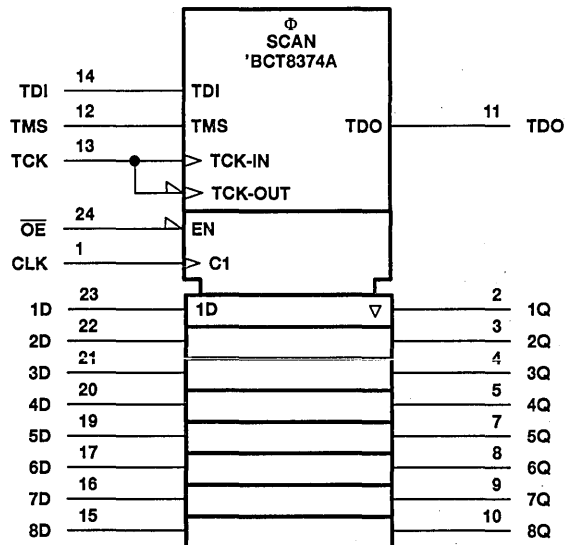 Φ
SCAN
'BCT8374A
TDI 14 TDI
TMS 12 TMS TDO 11 TDO
TCK 13 TCK-IN
TCK-OUT
OE 24 EN
CLK 1 C1
1D 23 1D ▽ 2 1Q
2D 22 3 2Q
3D 21 4 3Q
4D 20 5 4Q
5D 19 7 5Q
6D 17 8 6Q
7D 16 9 7Q
8D 15 10 8Q